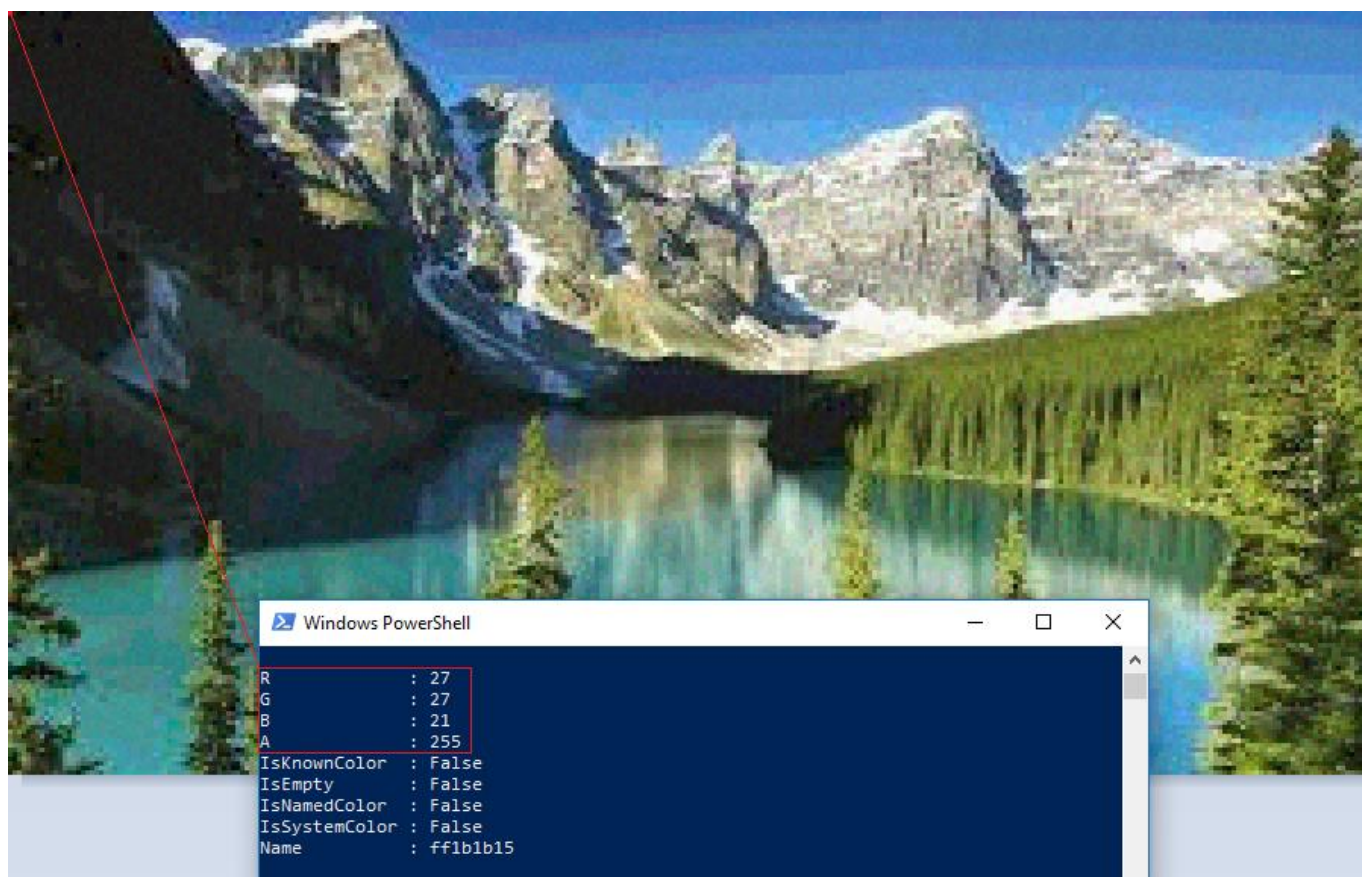 Windows PowerShell
R : 27
G : 27
B : 21
A : 255
IsKnownColor : False
IsEmpty : False
IsNamedColor : False
IsSystemColor : False
Name : ff1b1b15